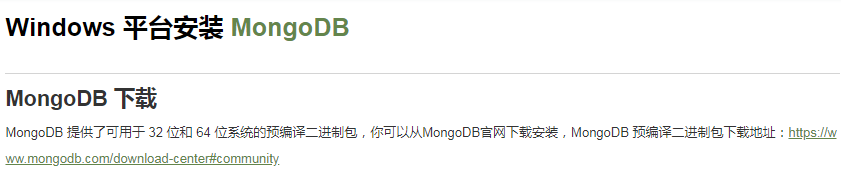 Windows 平台安装 MongoDB
MongoDB 下载
MongoDB 提供了可用于 32 位和 64 位系统的预编译二进制包，你可以从MongoDB官网下载安装，MongoDB 预编译二进制包下载地址：https://w
ww.mongodb.com/download-center#community